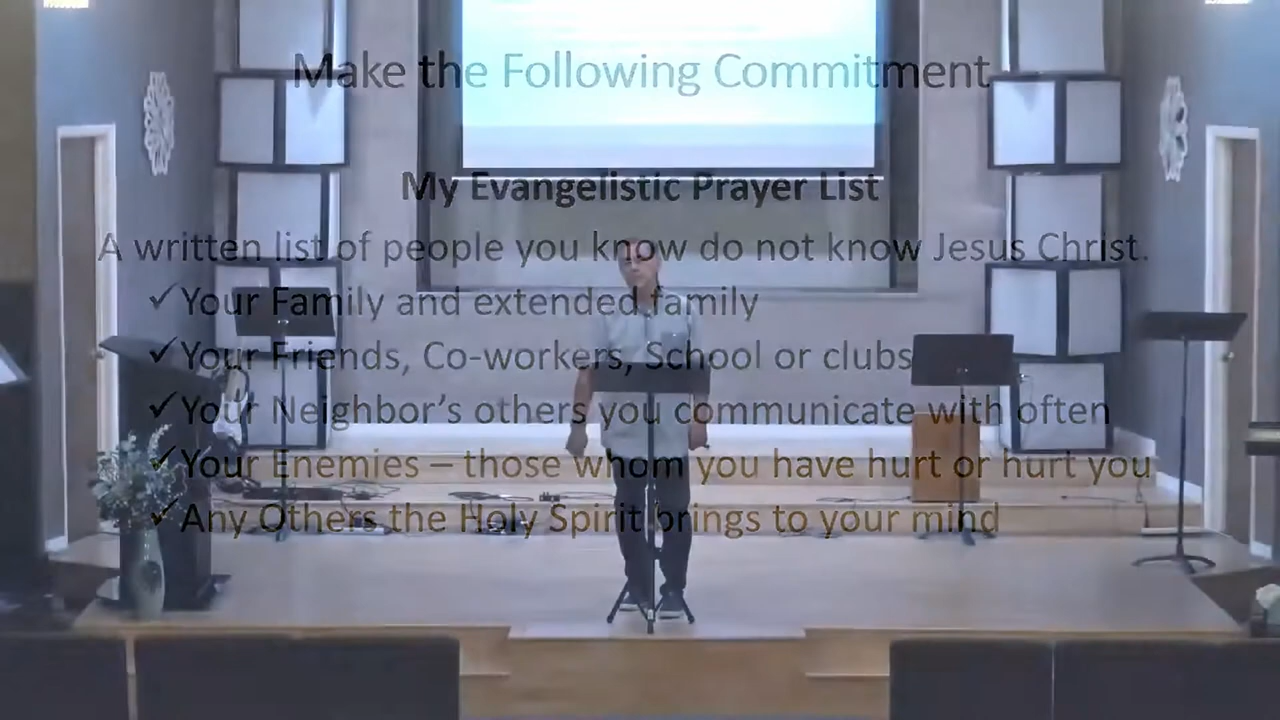 Make the Following Commitment
My Evangelistic Prayer List
A written list of people you know do not know Jesus Christ.
✓Your Family and extended family
✓Your Friends, Co-workers, School or clubs
✓Your Neighbor's others you communicate with often
✓Your Enemies – those whom you have hurt or hurt you
✓Any Others the Holy Spirit brings to your mind